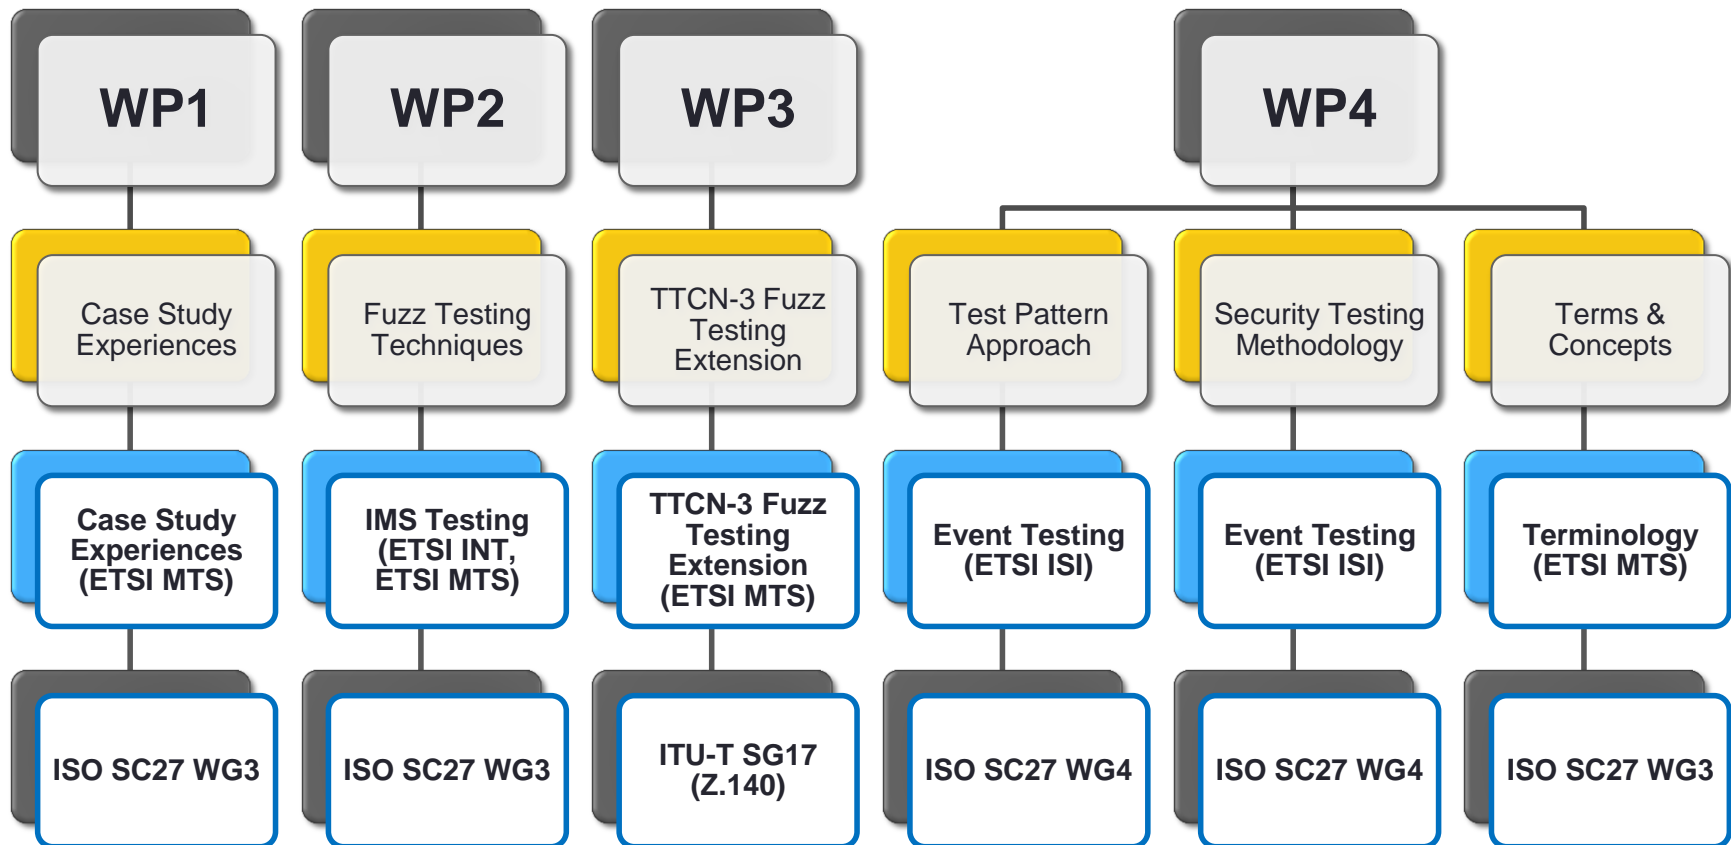 WP1
WP2
WP3
WP4
Case Study
Experiences
Fuzz Testing
Techniques
TTCN-3 Fuzz
Testing
Extension
Test Pattern
Approach
Security Testing
Methodology
Terms &
Concepts
Case Study
Experiences
(ETSI MTS)
IMS Testing
(ETSI INT,
ETSI MTS)
TTCN-3 Fuzz
Testing
Extension
(ETSI MTS)
Event Testing
(ETSI ISI)
Event Testing
(ETSI ISI)
Terminology
(ETSI MTS)
ISO SC27 WG3
ISO SC27 WG3
ITU-T SG17
(Z.140)
ISO SC27 WG4
ISO SC27 WG4
ISO SC27 WG3